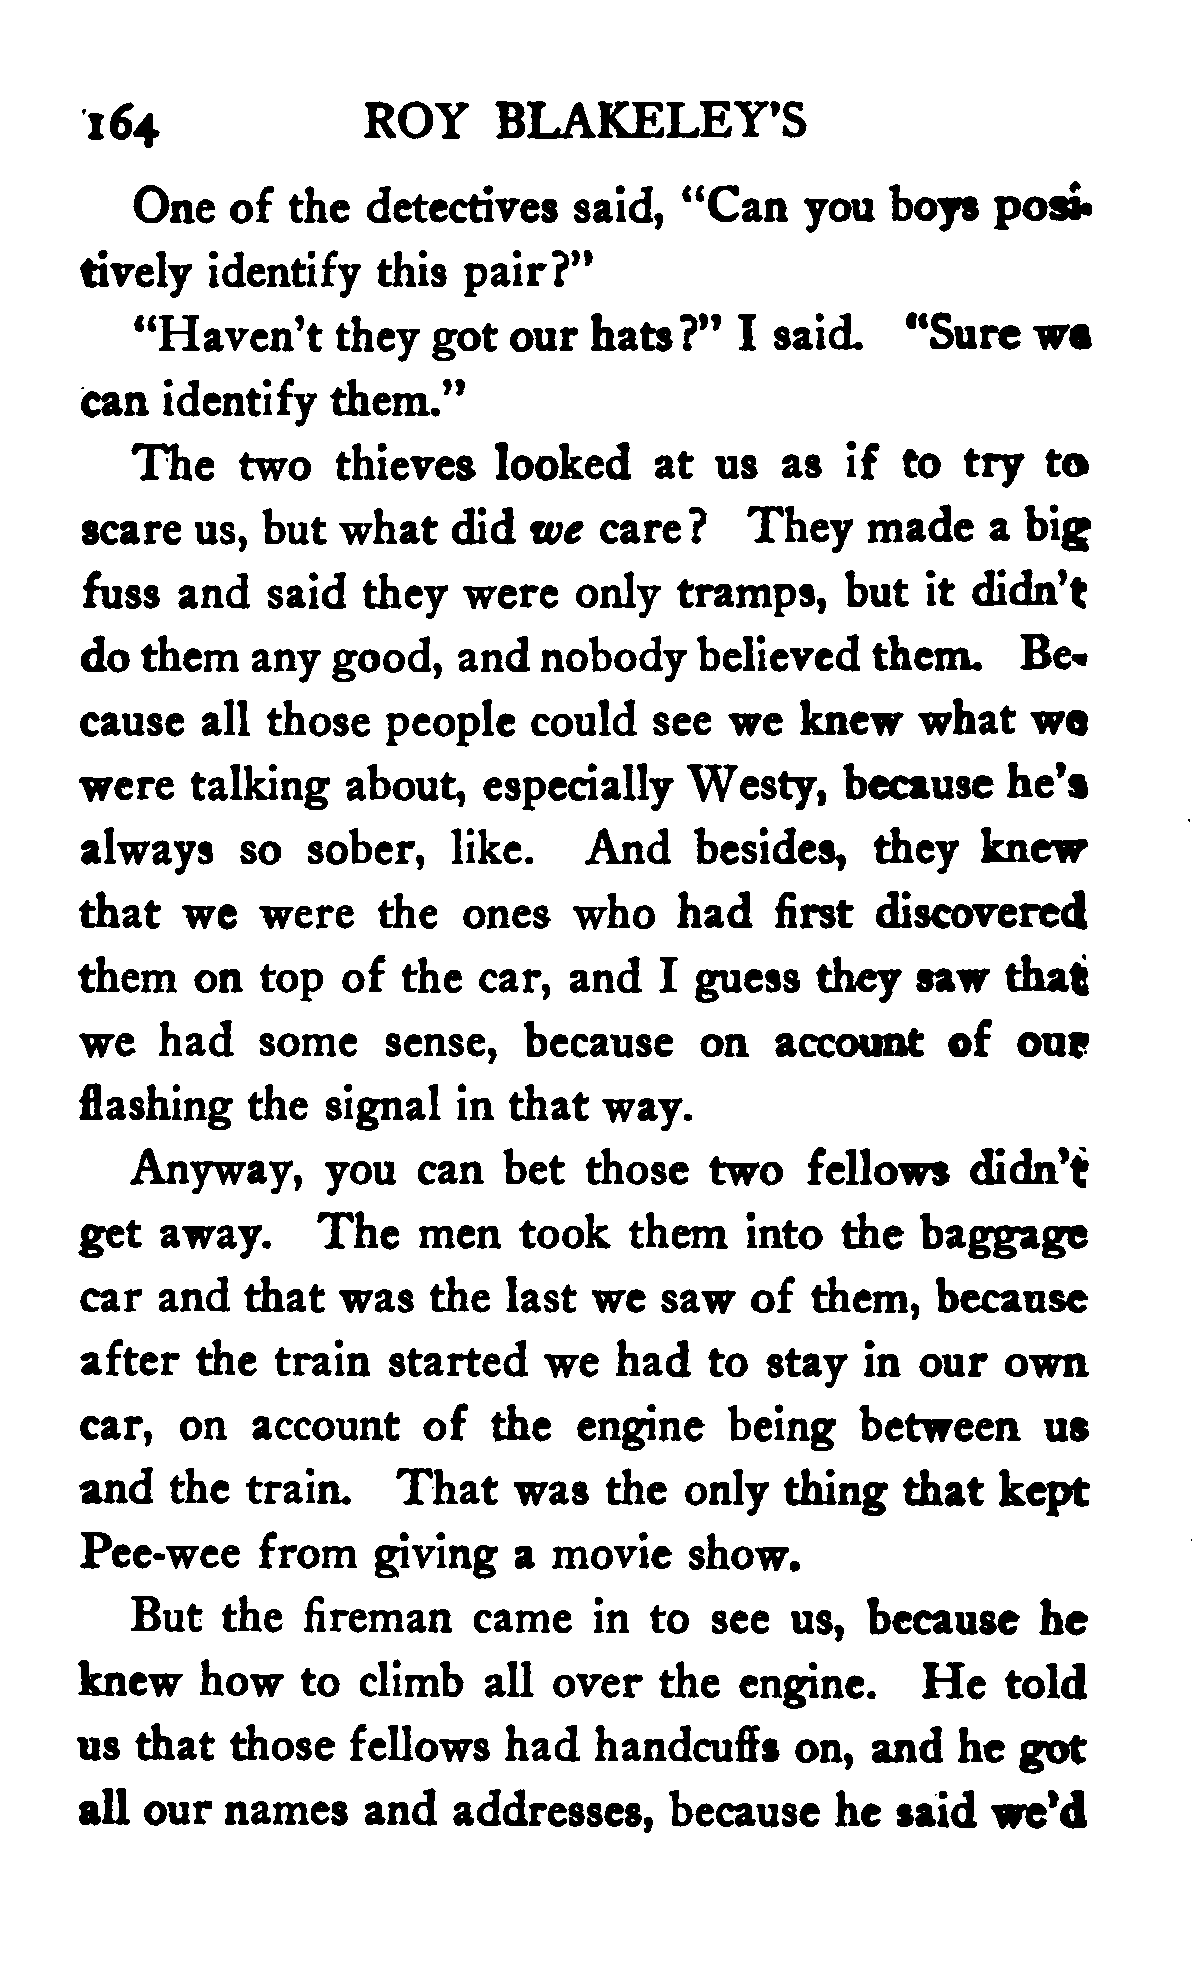 164 ROY BLAKELEY'S
One of the detectives said, "Can you boys posi-
tively identify this pair?"
"Haven't they got our hats?" I said. "Sure we
can identify them."
The two thieves looked at us as if to try to
scare us, but what did we care? They made a big
fuss and said they were only tramps, but it didn't
do them any good, and nobody believed them. Be-
cause all those people could see we knew what we
were talking about, especially Westy, because he's
always so sober, like. And besides, they knew
that we were the ones who had first discovered
them on top of the car, and I guess they saw that
we had some sense, because on account of our
flashing the signal in that way.
Anyway, you can bet those two fellows didn't
get away. The men took them into the baggage
car and that was the last we saw of them, because
after the train started we had to stay in our own
car, on account of the engine being between us
and the train. That was the only thing that kept
Pee-wee from giving a movie show.
But the fireman came in to see us, because he
knew how to climb all over the engine. He told
us that those fellows had handcuffs on, and he got
all our names and addresses, because he said we'd